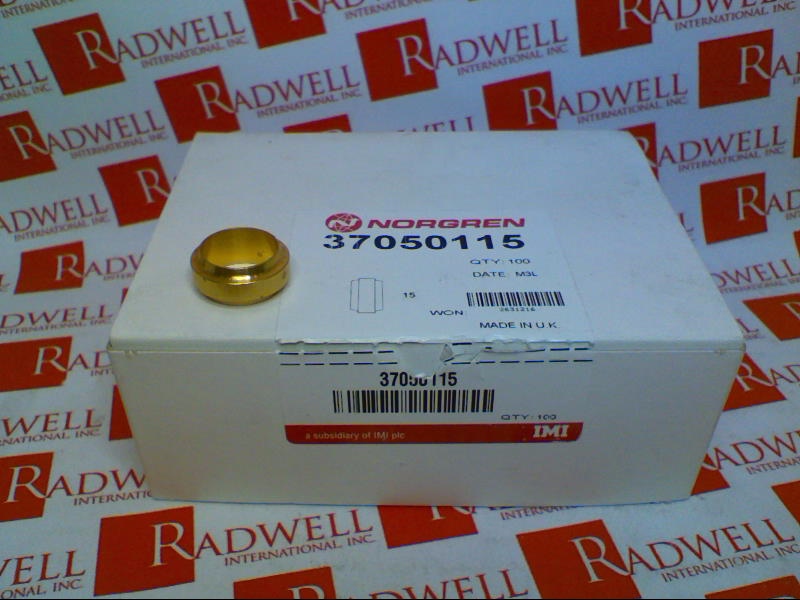 NORGREN
37050115
QTY: 100
DATE: M3L
15
WON:
2631216
MADE IN U.K.
37050115
QTY: 100
a subsidiary of IMI plc
IMI
RADWELL
INTERNATIONAL, INC.